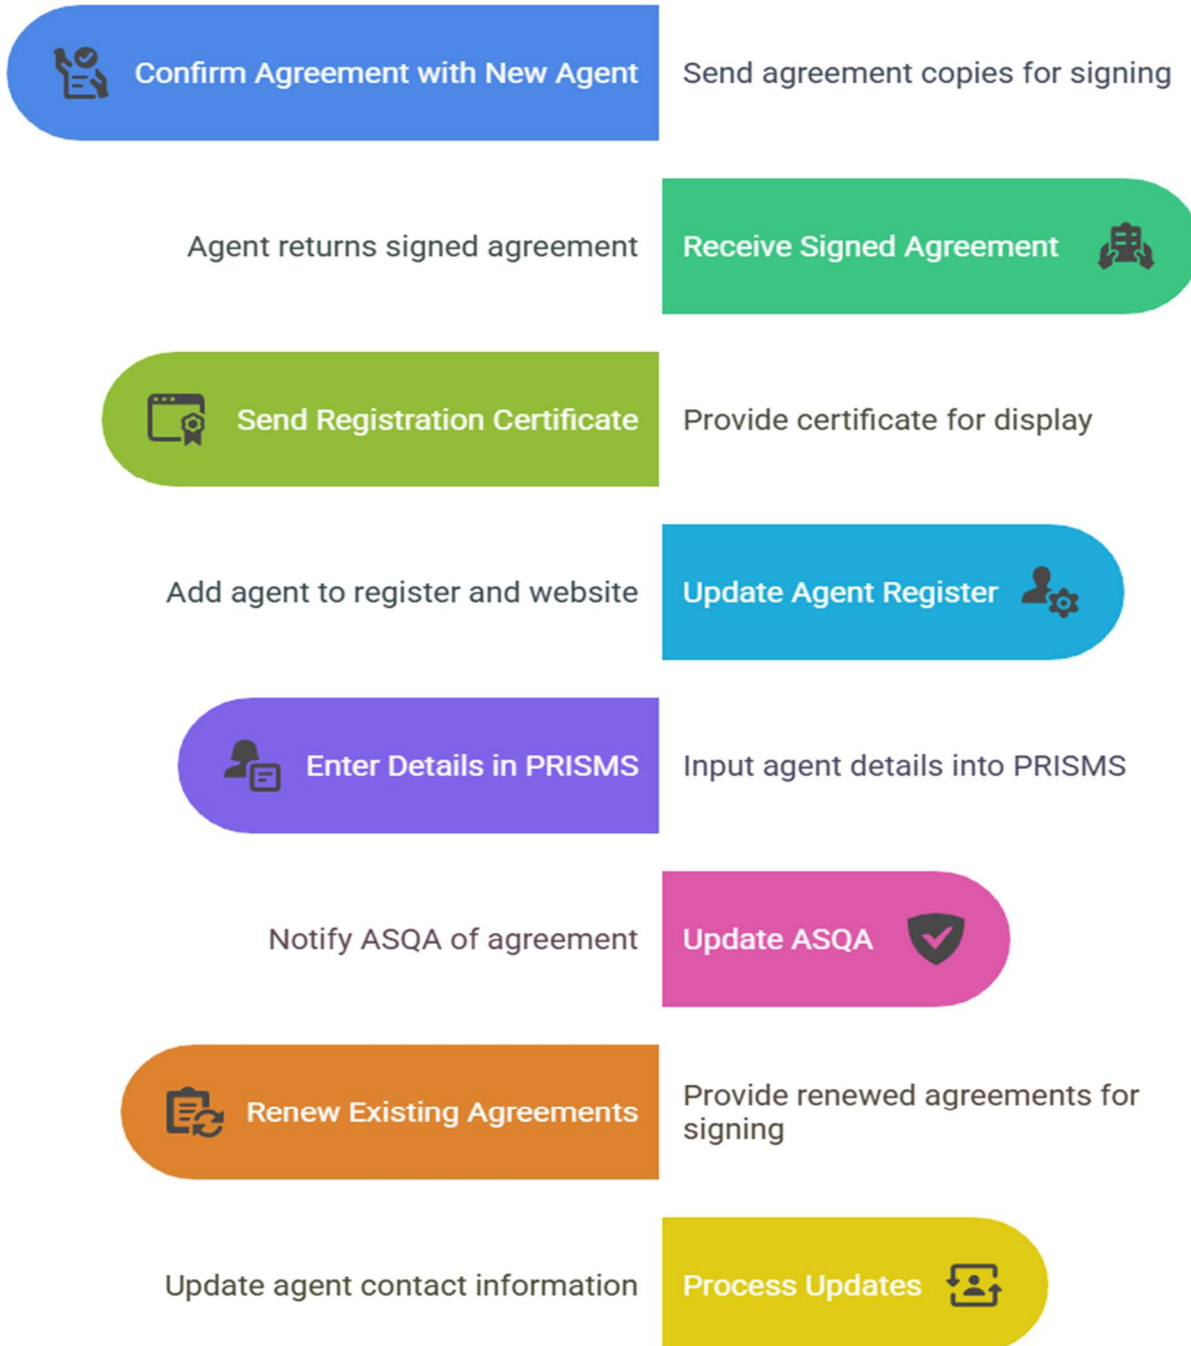 Confirm Agreement with New Agent
Send agreement copies for signing
Agent returns signed agreement
Receive Signed Agreement
Send Registration Certificate
Provide certificate for display
Add agent to register and website
Update Agent Register
Enter Details in PRISMS
Input agent details into PRISMS
Notify ASQA of agreement
Update ASQA
Renew Existing Agreements
Provide renewed agreements for
signing
Update agent contact information
Process Updates